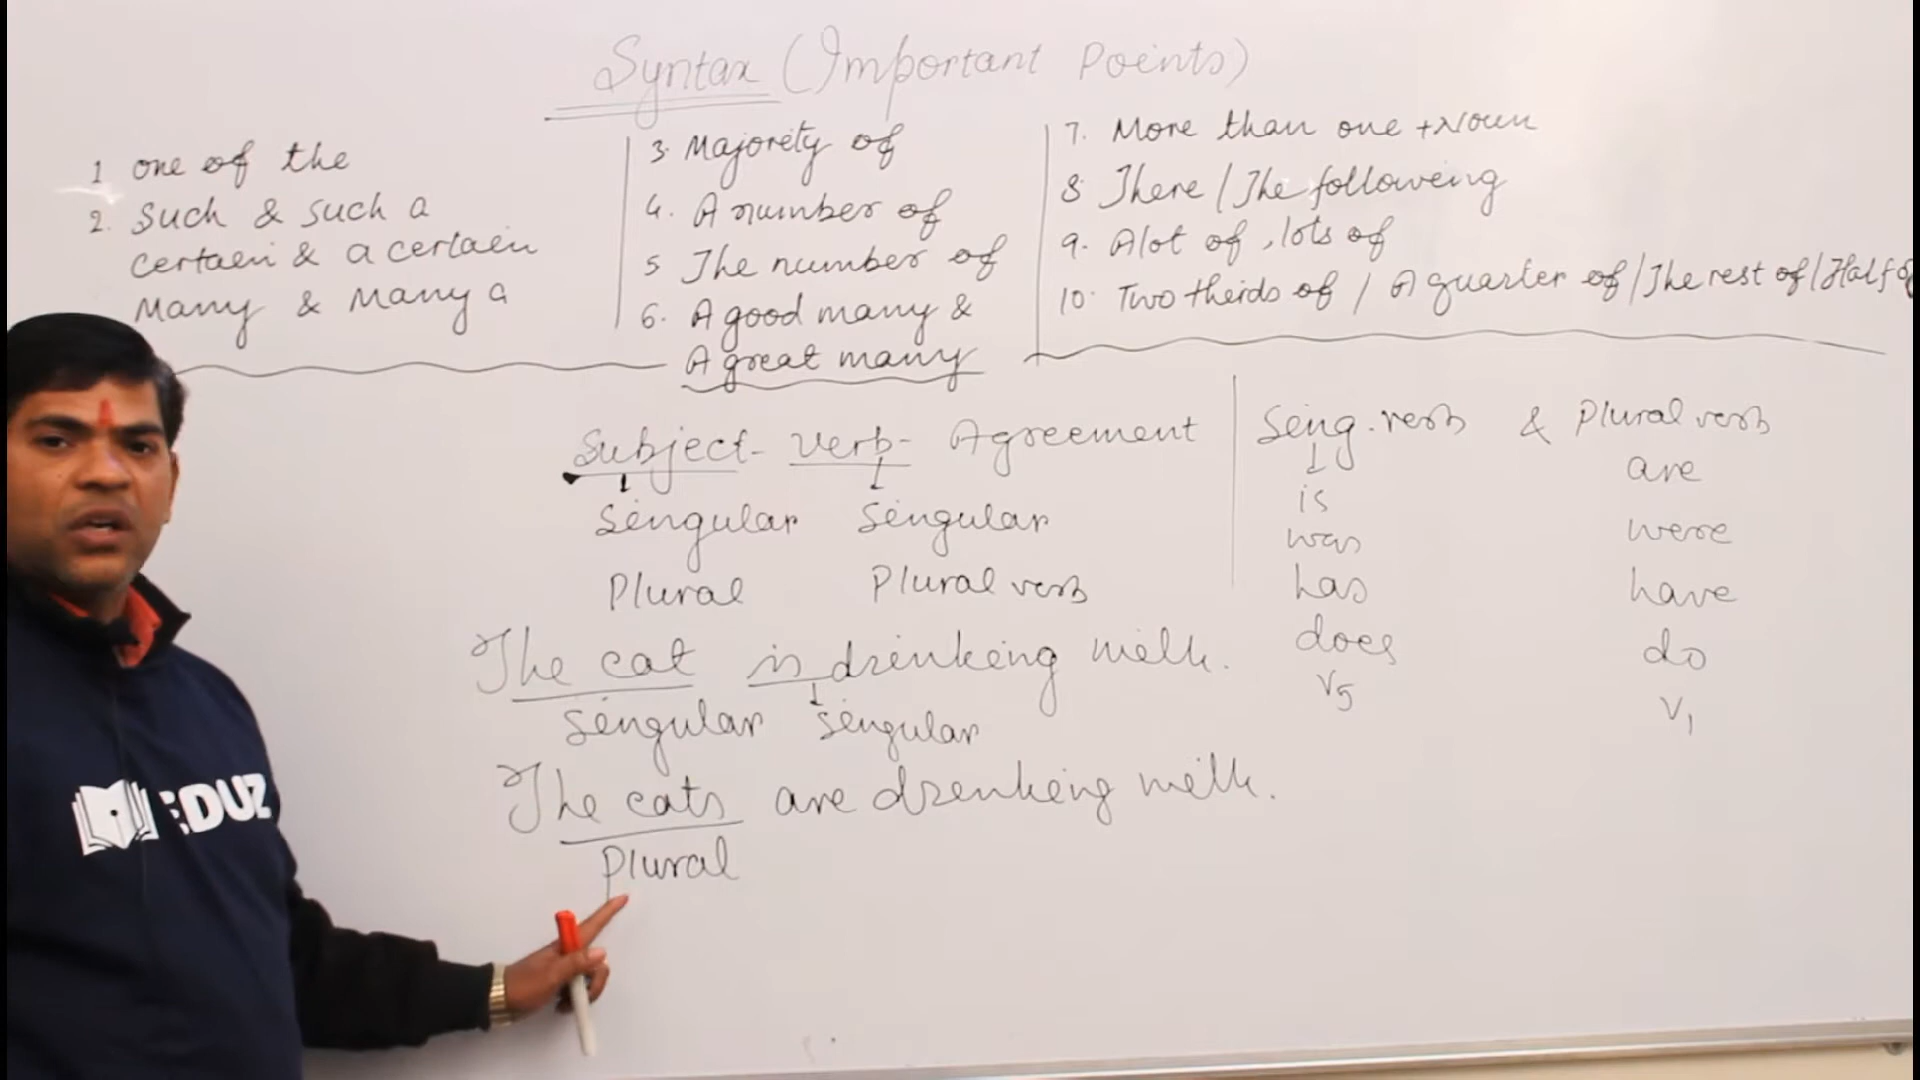 Syntax (Important Points)
1 one of the
2. Such & such a
certain & a certain
Many & Many a
3. Majority of
4. A number of
5 The number of
6. A good many &
A great many
7. More than one + Noun
8 There / The following
9. A lot of, lots of
10. Two thirds of / A quarter of / The rest of / Half of
Subject - verb - Agreement
Singular Singular
Plural Plural verb
The cat is drinking milk.
Singular Singular
The cats are drinking milk.
Plural
Sing. verb & Plural verb
is are
was were
has have
does do
V5 V1
EDUZ